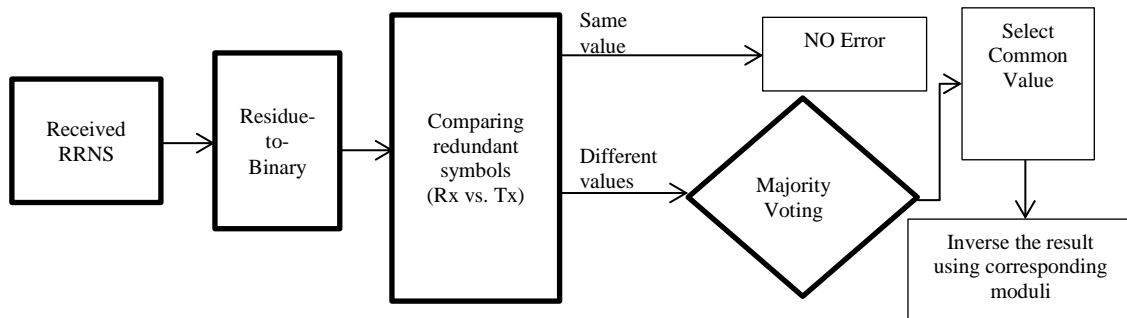 Received
RRNS
Residue-
to-
Binary
Comparing
redundant
symbols
(Rx vs. Tx)
Same
value
NO Error
Different
values
Majority
Voting
Select
Common
Value
Inverse the result
using corresponding
moduli